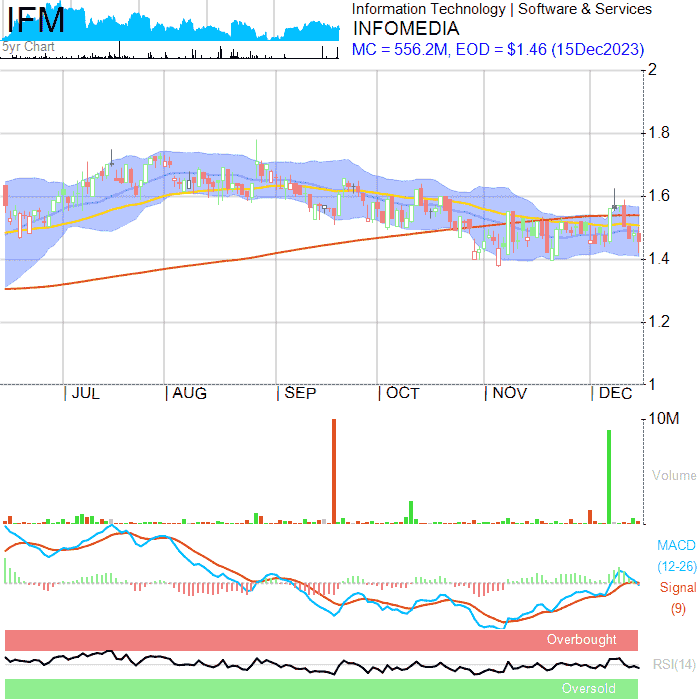 IFM
5yr Chart
Information Technology | Software & Services
INFOMEDIA
MC = 556.2M, EOD = $1.46 (15Dec2023)
2
1.8
1.6
1.4
1.2
1
| JUL | AUG | SEP | OCT | NOV | DEC
10M
Volume
MACD
(12-26)
Signal
(9)
Overbought
RSI(14)
Oversold